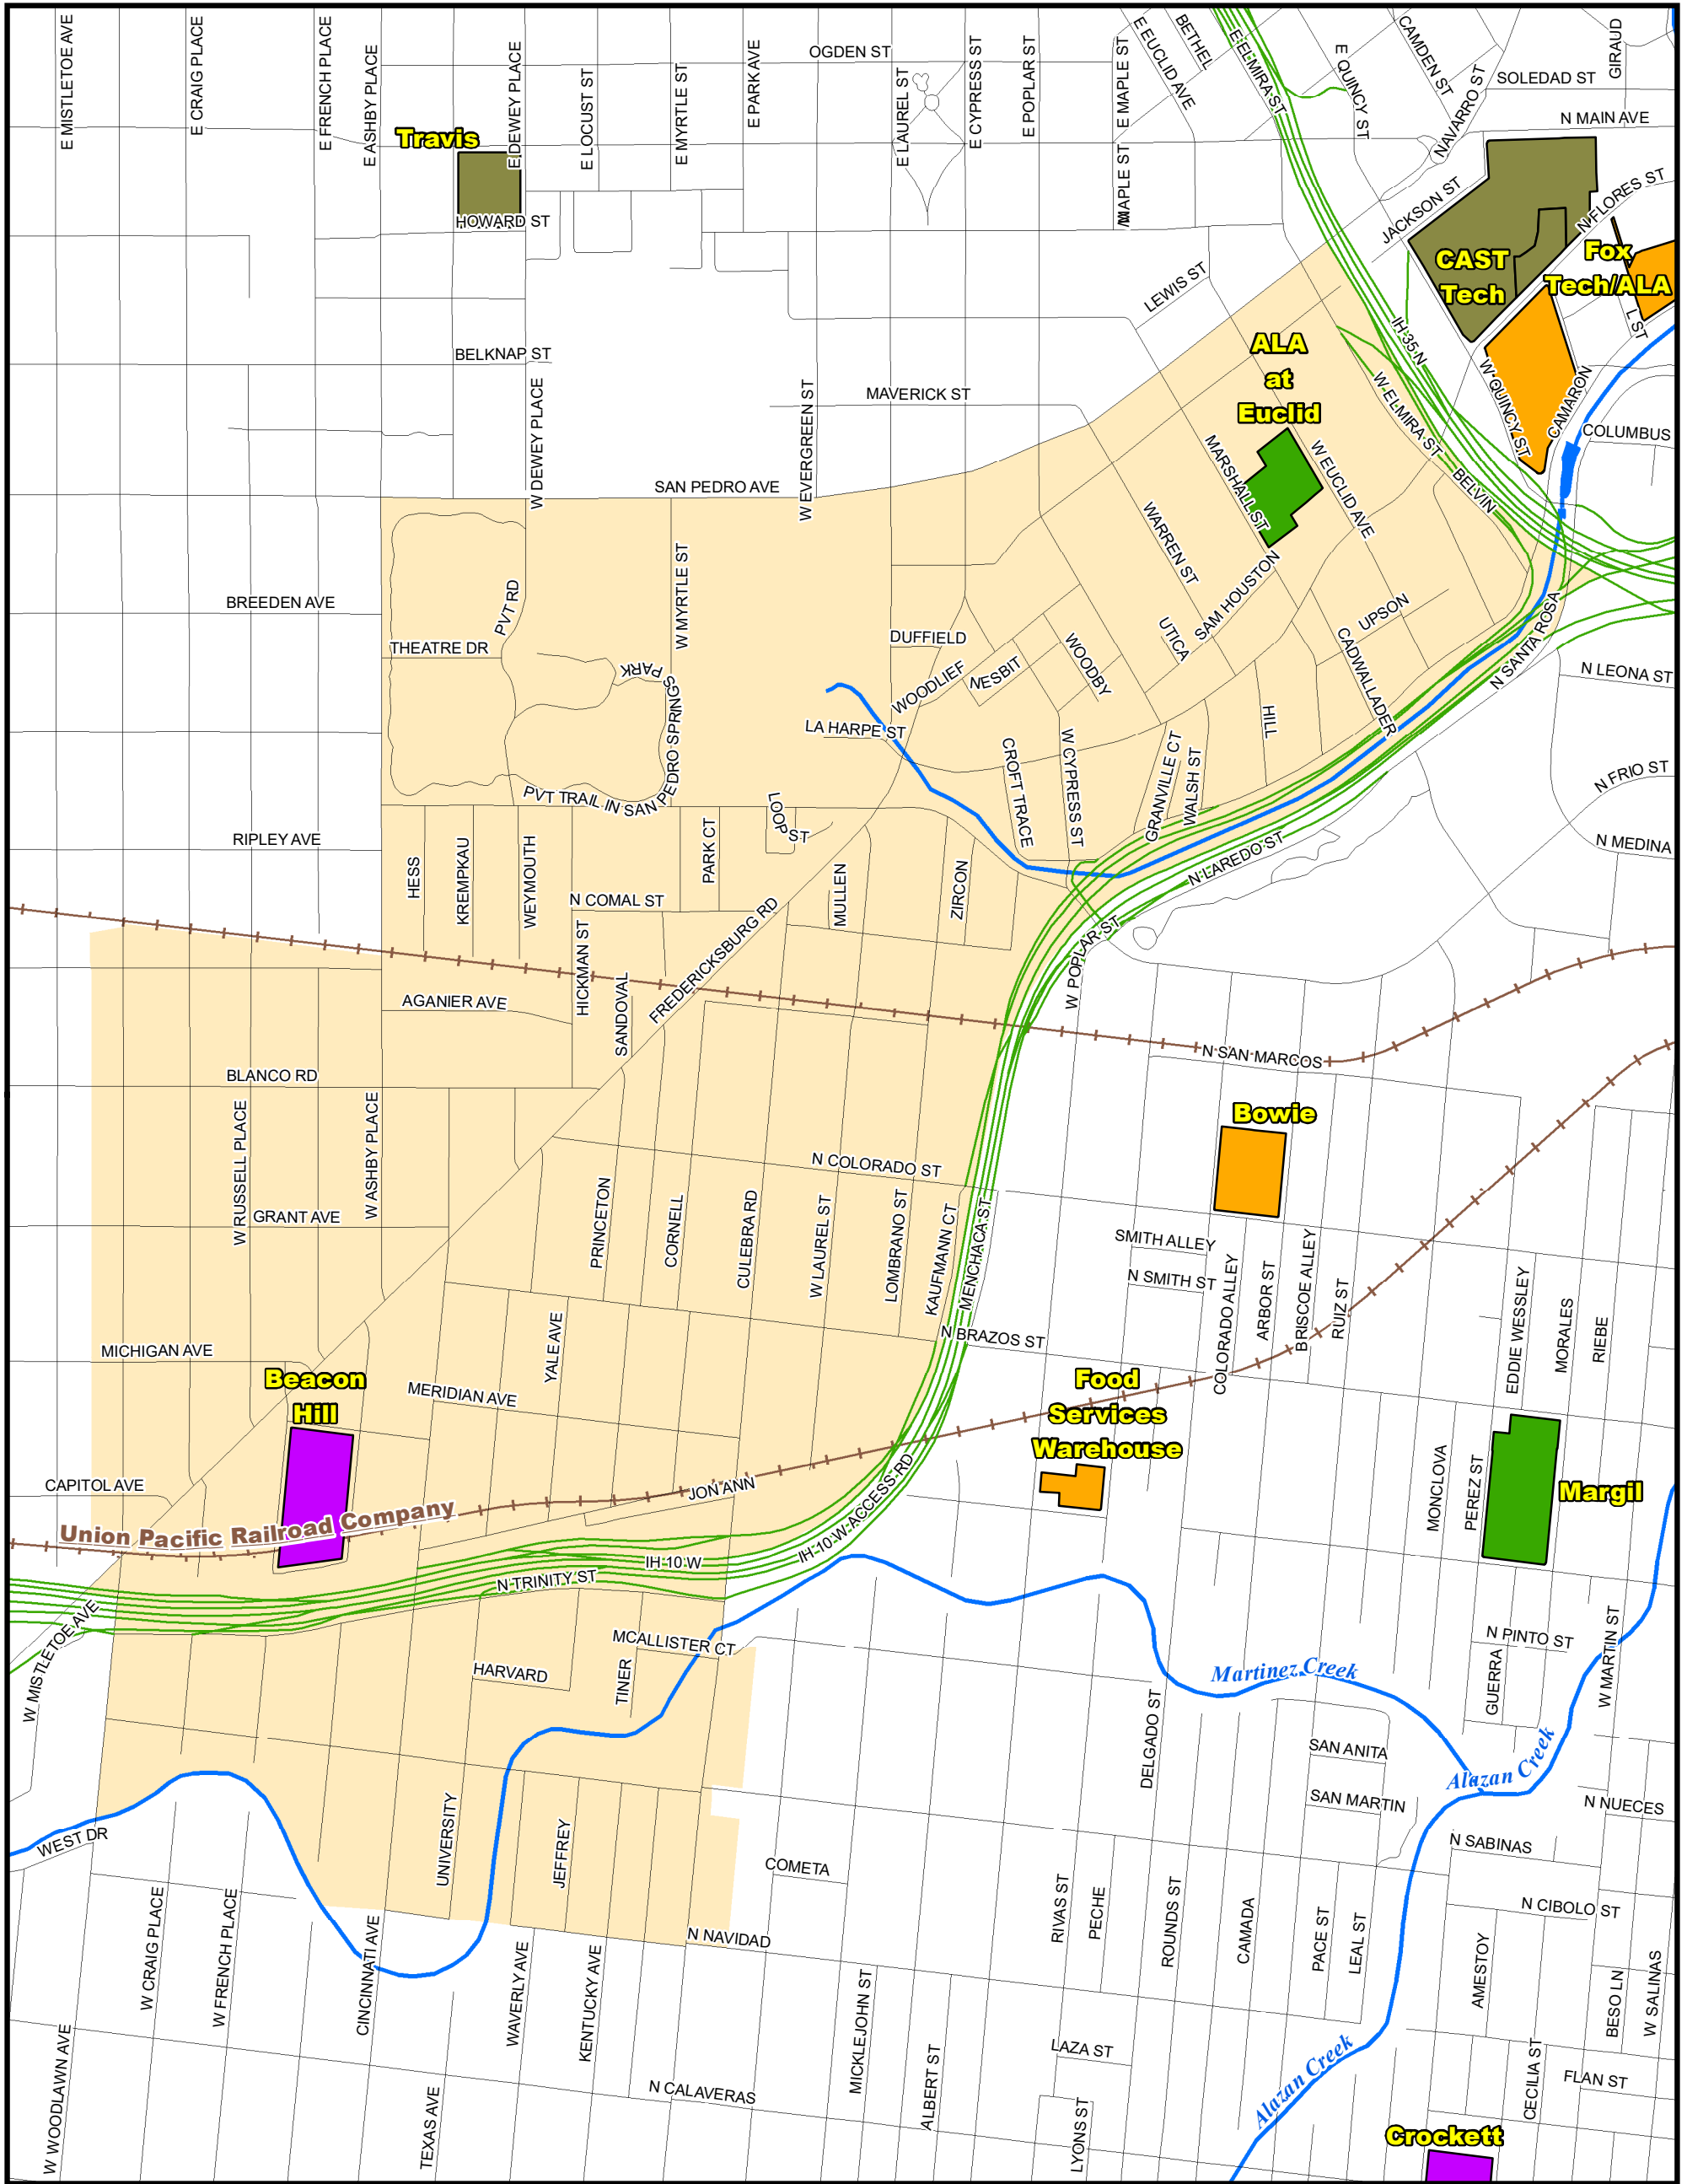 E MISTLETOE AVE
E CRAIG PLACE
E FRENCH PLACE
E ASHBY PLACE
E DEWEY PLACE
E LOCUST ST
E MYRTLE ST
E PARK AVE
OGDEN ST
E LAUREL ST
E CYPRESS ST
E POPLAR ST
E MAPLE ST
MAPLE ST
E EUCLID AVE
BETHEL
E ELMIRA ST
E QUINCY ST
CAMDEN ST
NAVARRO ST
SOLEDAD ST
GIRAUD
N MAIN AVE
Travis
HOWARD ST
JACKSON ST
N FLORES ST
CAST
Tech
Fox
Tech/ALA
L ST
LEWIS ST
IH 35 N
BELKNAP ST
ALA
at
Euclid
W DEWEY PLACE
W EVERGREEN ST
MAVERICK ST
W ELMIRA ST
W QUINCY ST
CAMARON
COLUMBUS
MARSHALL ST
W EUCLID AVE
BELVIN
SAN PEDRO AVE
WARREN ST
W MYRTLE ST
BREEDEN AVE
PVT RD
THEATRE DR
S PARK
PVT TRAIL IN SAN PEDRO SPRINGS
DUFFIELD
WOODLIEF
NESBIT
WOODBY
UTICA
SAM HOUSTON
UPSON
CADWALLADER
N SANTA ROSA
N LEONA ST
LA HARPE ST
CROFT TRACE
W CYPRESS ST
GRANVILLE CT
WALSH ST
HILL
N FRIO ST
N MEDINA
RIPLEY AVE
HESS
KREMPKAU
WEYMOUTH
PARK CT
LOOP ST
N COMAL ST
MULLEN
ZIRCON
N LAREDO ST
W POPLAR ST
HICKMAN ST
SANDOVAL
FREDERICKSBURG RD
AGANIER AVE
N SAN MARCOS
BLANCO RD
Bowie
W RUSSELL PLACE
W ASHBY PLACE
N COLORADO ST
GRANT AVE
PRINCETON
CORNELL
CULEBRA RD
W LAUREL ST
LOMBRANO ST
KAUFMANN CT
MENCHACA ST
SMITH ALLEY
N SMITH ST
COLORADO ALLEY
ARBOR ST
BRISCOE ALLEY
RUIZ ST
EDDIE WESSLEY
MORALES
RIEBE
N BRAZOS ST
MICHIGAN AVE
YALE AVE
Beacon
Hill
MERIDIAN AVE
Food
Services
Warehouse
MONCLOVA
PEREZ ST
Margil
CAPITOL AVE
JON ANN
Union Pacific Railroad Company
IH 10 W ACCESS RD
IH 10 W
N TRINITY ST
W MISTLETOE AVE
MCALLISTER CT
HARVARD
TINER
Martinez Creek
N PINTO ST
GUERRA
W MARTIN ST
DELGADO ST
SAN ANITA
SAN MARTIN
Alazan Creek
N NUECES
WEST DR
UNIVERSITY
JEFFREY
COMETA
N SABINAS
N CIBOLO ST
W CRAIG PLACE
W FRENCH PLACE
CINCINNATI AVE
WAVERLY AVE
KENTUCKY AVE
N NAVIDAD
RIVAS ST
PECHE
ROUNDS ST
CAMADA
PACE ST
LEAL ST
AMESTOY
BESO LN
W SALINAS
W WOODLAWN AVE
TEXAS AVE
N CALAVERAS
MICKLEJOHN ST
ALBERT ST
LAZA ST
LYONS ST
Alazan Creek
CECILIA ST
FLAN ST
Crockett